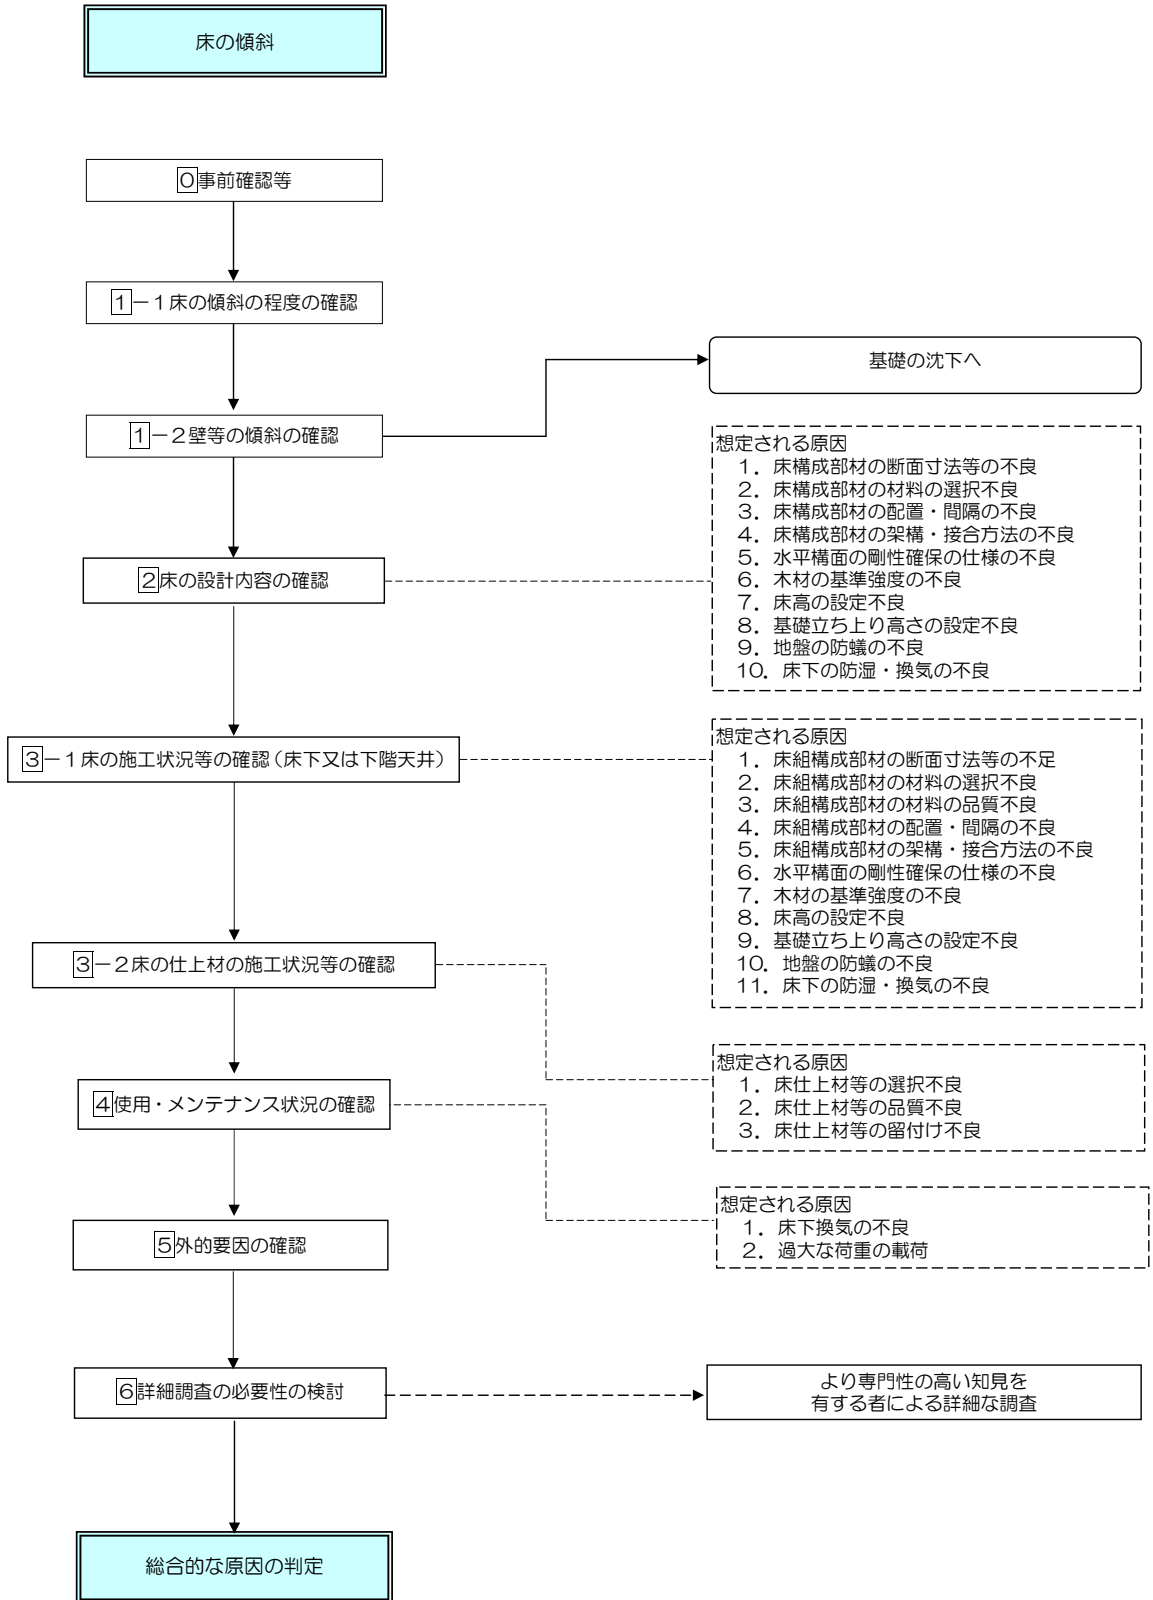 床の傾斜
0事前確認等
1－１床の傾斜の程度の確認
1－２壁等の傾斜の確認
基礎の沈下へ
2床の設計内容の確認
想定される原因
１．床構成部材の断面寸法等の不良
２．床構成部材の材料の選択不良
３．床構成部材の配置・間隔の不良
４．床構成部材の架構・接合方法の不良
５．水平構面の剛性確保の仕様の不良
６．木材の基準強度の不良
７．床高の設定不良
８．基礎立ち上り高さの設定不良
９．地盤の防蟻の不良
10．床下の防湿・換気の不良
3－１床の施工状況等の確認（床下又は下階天井）
想定される原因
１．床組構成部材の断面寸法等の不足
２．床組構成部材の材料の選択不良
３．床組構成部材の材料の品質不良
４．床組構成部材の配置・間隔の不良
５．床組構成部材の架構・接合方法の不良
６．水平構面の剛性確保の仕様の不良
７．木材の基準強度の不良
８．床高の設定不良
９．基礎立ち上り高さの設定不良
10．地盤の防蟻の不良
11．床下の防湿・換気の不良
3－２床の仕上材の施工状況等の確認
想定される原因
１．床仕上材等の選択不良
２．床仕上材等の品質不良
３．床仕上材等の留付け不良
4使用・メンテナンス状況の確認
想定される原因
１．床下換気の不良
２．過大な荷重の載荷
5外的要因の確認
6詳細調査の必要性の検討
より専門性の高い知見を
有する者による詳細な調査
総合的な原因の判定